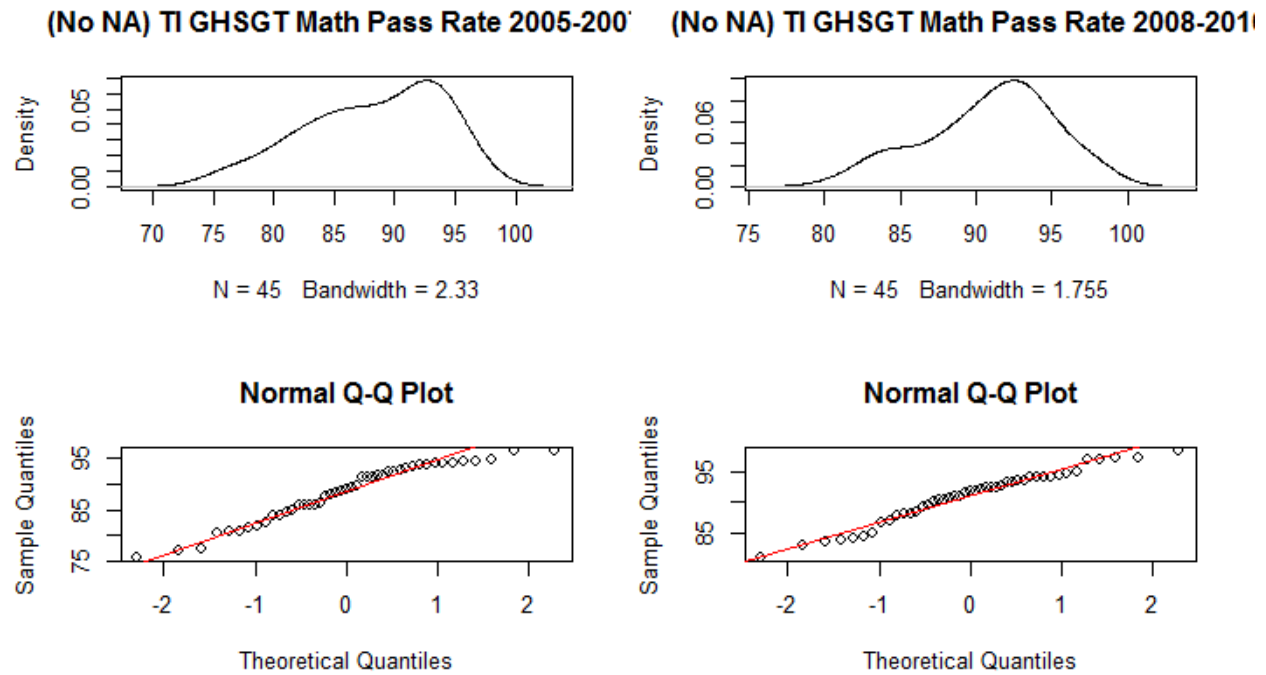 (No NA) TI GHSGT Math Pass Rate 2005-2007
Density
0.05
0.00
70 75 80 85 90 95 100
N = 45 Bandwidth = 2.33
(No NA) TI GHSGT Math Pass Rate 2008-2010
Density
0.06
0.00
75 80 85 90 95 100
N = 45 Bandwidth = 1.755
Normal Q-Q Plot
Sample Quantiles
95
85
75
-2 -1 0 1 2
Theoretical Quantiles
Normal Q-Q Plot
Sample Quantiles
95
85
-2 -1 0 1 2
Theoretical Quantiles